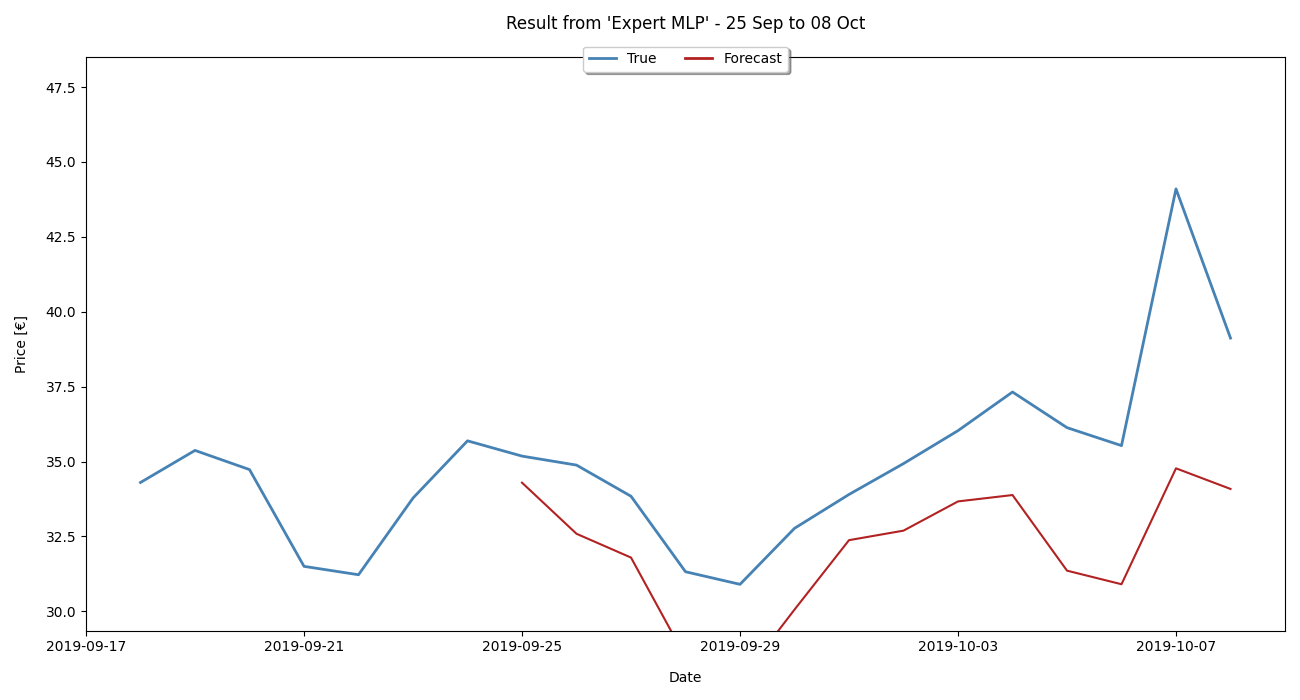 Result from 'Expert MLP' - 25 Sep to 08 Oct
True
Forecast
47.5
45.0
42.5
40.0
37.5
35.0
32.5
30.0
Price [€]
2019-09-17
2019-09-21
2019-09-25
2019-09-29
2019-10-03
2019-10-07
Date